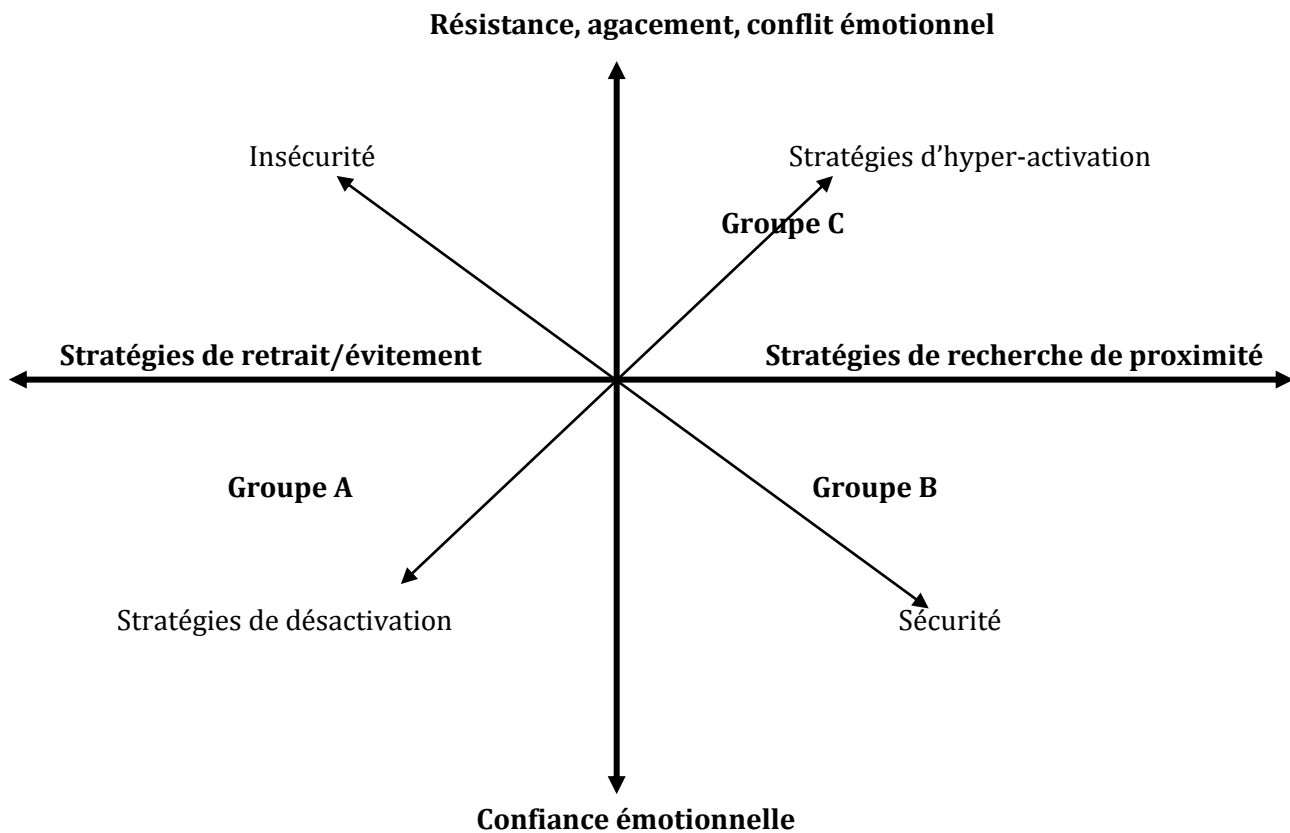 Résistance, agacement, conflit émotionnel
Insécurité
Stratégies d’hyper-activation
Groupe C
Stratégies de retrait/évitement
Stratégies de recherche de proximité
Groupe A
Groupe B
Stratégies de désactivation
Sécurité
Confiance émotionnelle